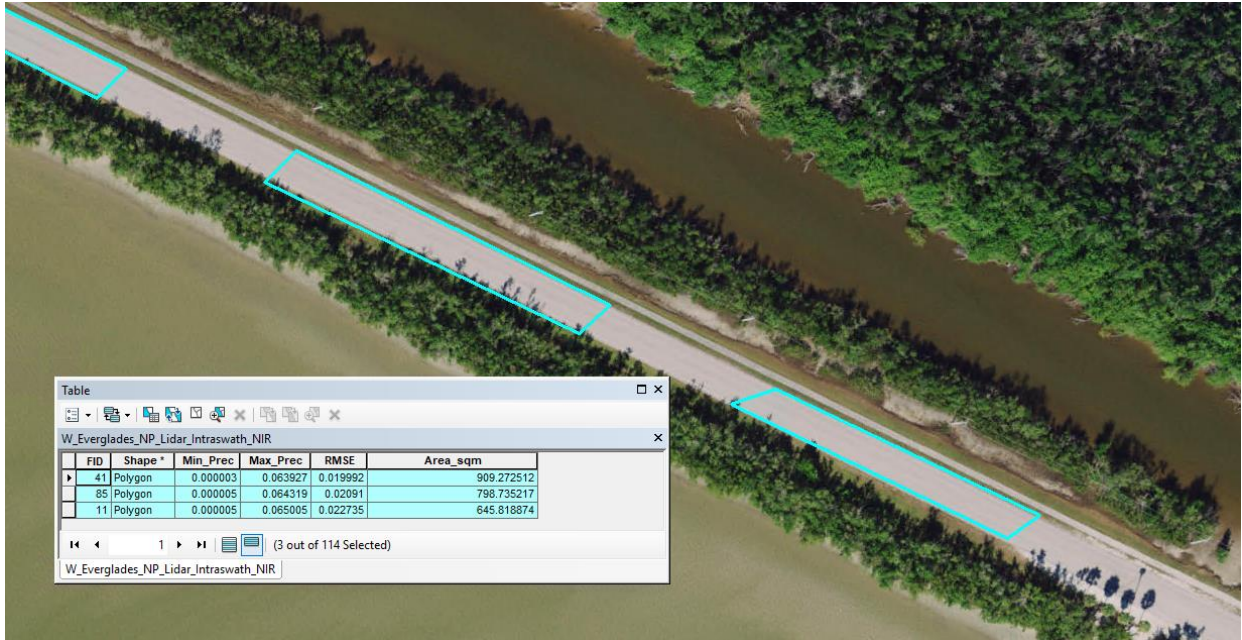 Table
W_Everglades_NP_Lidar_Intraswath_NIR
FID Shape * Min_Prec Max_Prec RMSE Area_sqm
41 Polygon 0.000003 0.063927 0.019992 909.272512
85 Polygon 0.000005 0.064319 0.02091 798.735217
11 Polygon 0.000005 0.065005 0.022735 645.818874
1 (3 out of 114 Selected)
W_Everglades_NP_Lidar_Intraswath_NIR